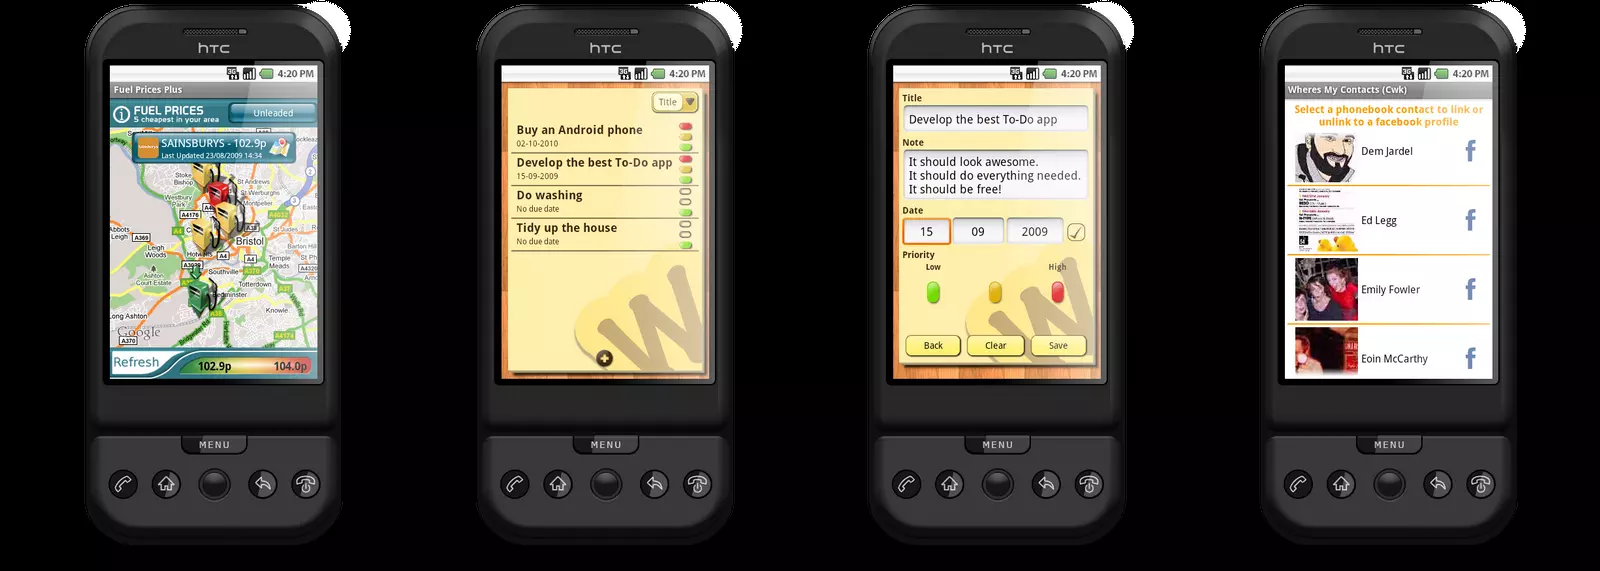 hTC
4:20 PM
Fuel Prices Plus
FUEL PRICES
5 cheapest in your area
Unleaded
SAINSBURYS - 102.9p
Last Updated 23/08/2009 14:34
Stoke Bishop
St Andrews
St Werburghs
Westbury Park
Montpelier
A4176
A4032
Abbots Leigh
A369
A4
Bristol
Leigh Woods
A4
Temple Meads
A4320
A370
Southville
Ashton Court Estate
Totterdown
A37
Long Ashton
A38
Knowle
Google
A370
A4174
Refresh
102.9p
104.0p
MENU
hTC
3G
4:20 PM
Title
Buy an Android phone
02-10-2010
Develop the best To-Do app
15-09-2009
Do washing
No due date
Tidy up the house
No due date
W
MENU
hTC
3G
4:20 PM
Title
Develop the best To-Do app
Note
It should look awesome.
It should do everything needed.
It should be free!
Date
15 09 2009
Priority
Low High
W
Back Clear Save
MENU
hTC
3G
4:20 PM
Wheres My Contacts (Cwk)
Select a phonebook contact to link or
unlink to a facebook profile
Dem Jardel
f
Ed Legg
f
Emily Fowler
f
Eoin McCarthy
f
MENU